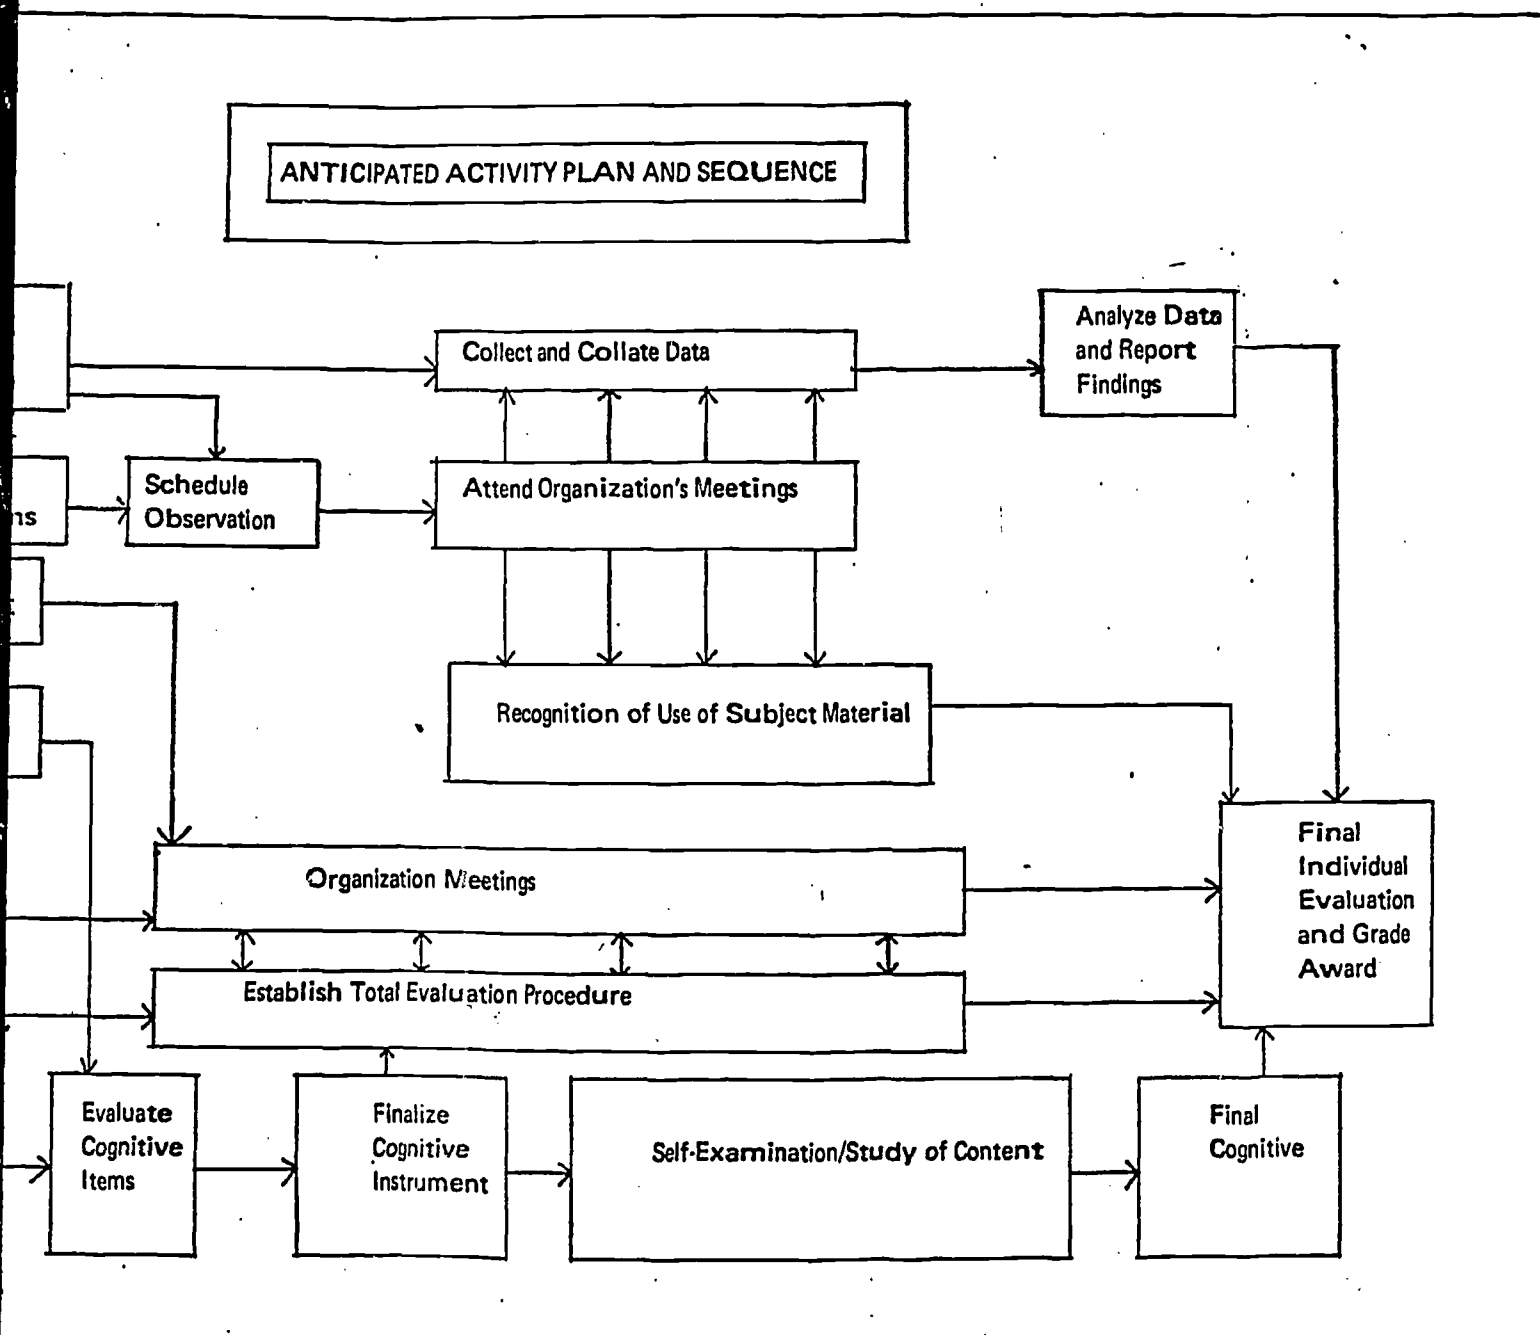 ANTICIPATED ACTIVITY PLAN AND SEQUENCE
Collect and Collate Data
Analyze Data
and Report
Findings
Schedule
Observation
Attend Organization's Meetings
ns
Recognition of Use of Subject Material
Organization Meetings
Final
Individual
Evaluation
and Grade
Award
Establish Total Evaluation Procedure
Evaluate
Cognitive
Items
Finalize
Cognitive
Instrument
Self-Examination/Study of Content
Final
Cognitive